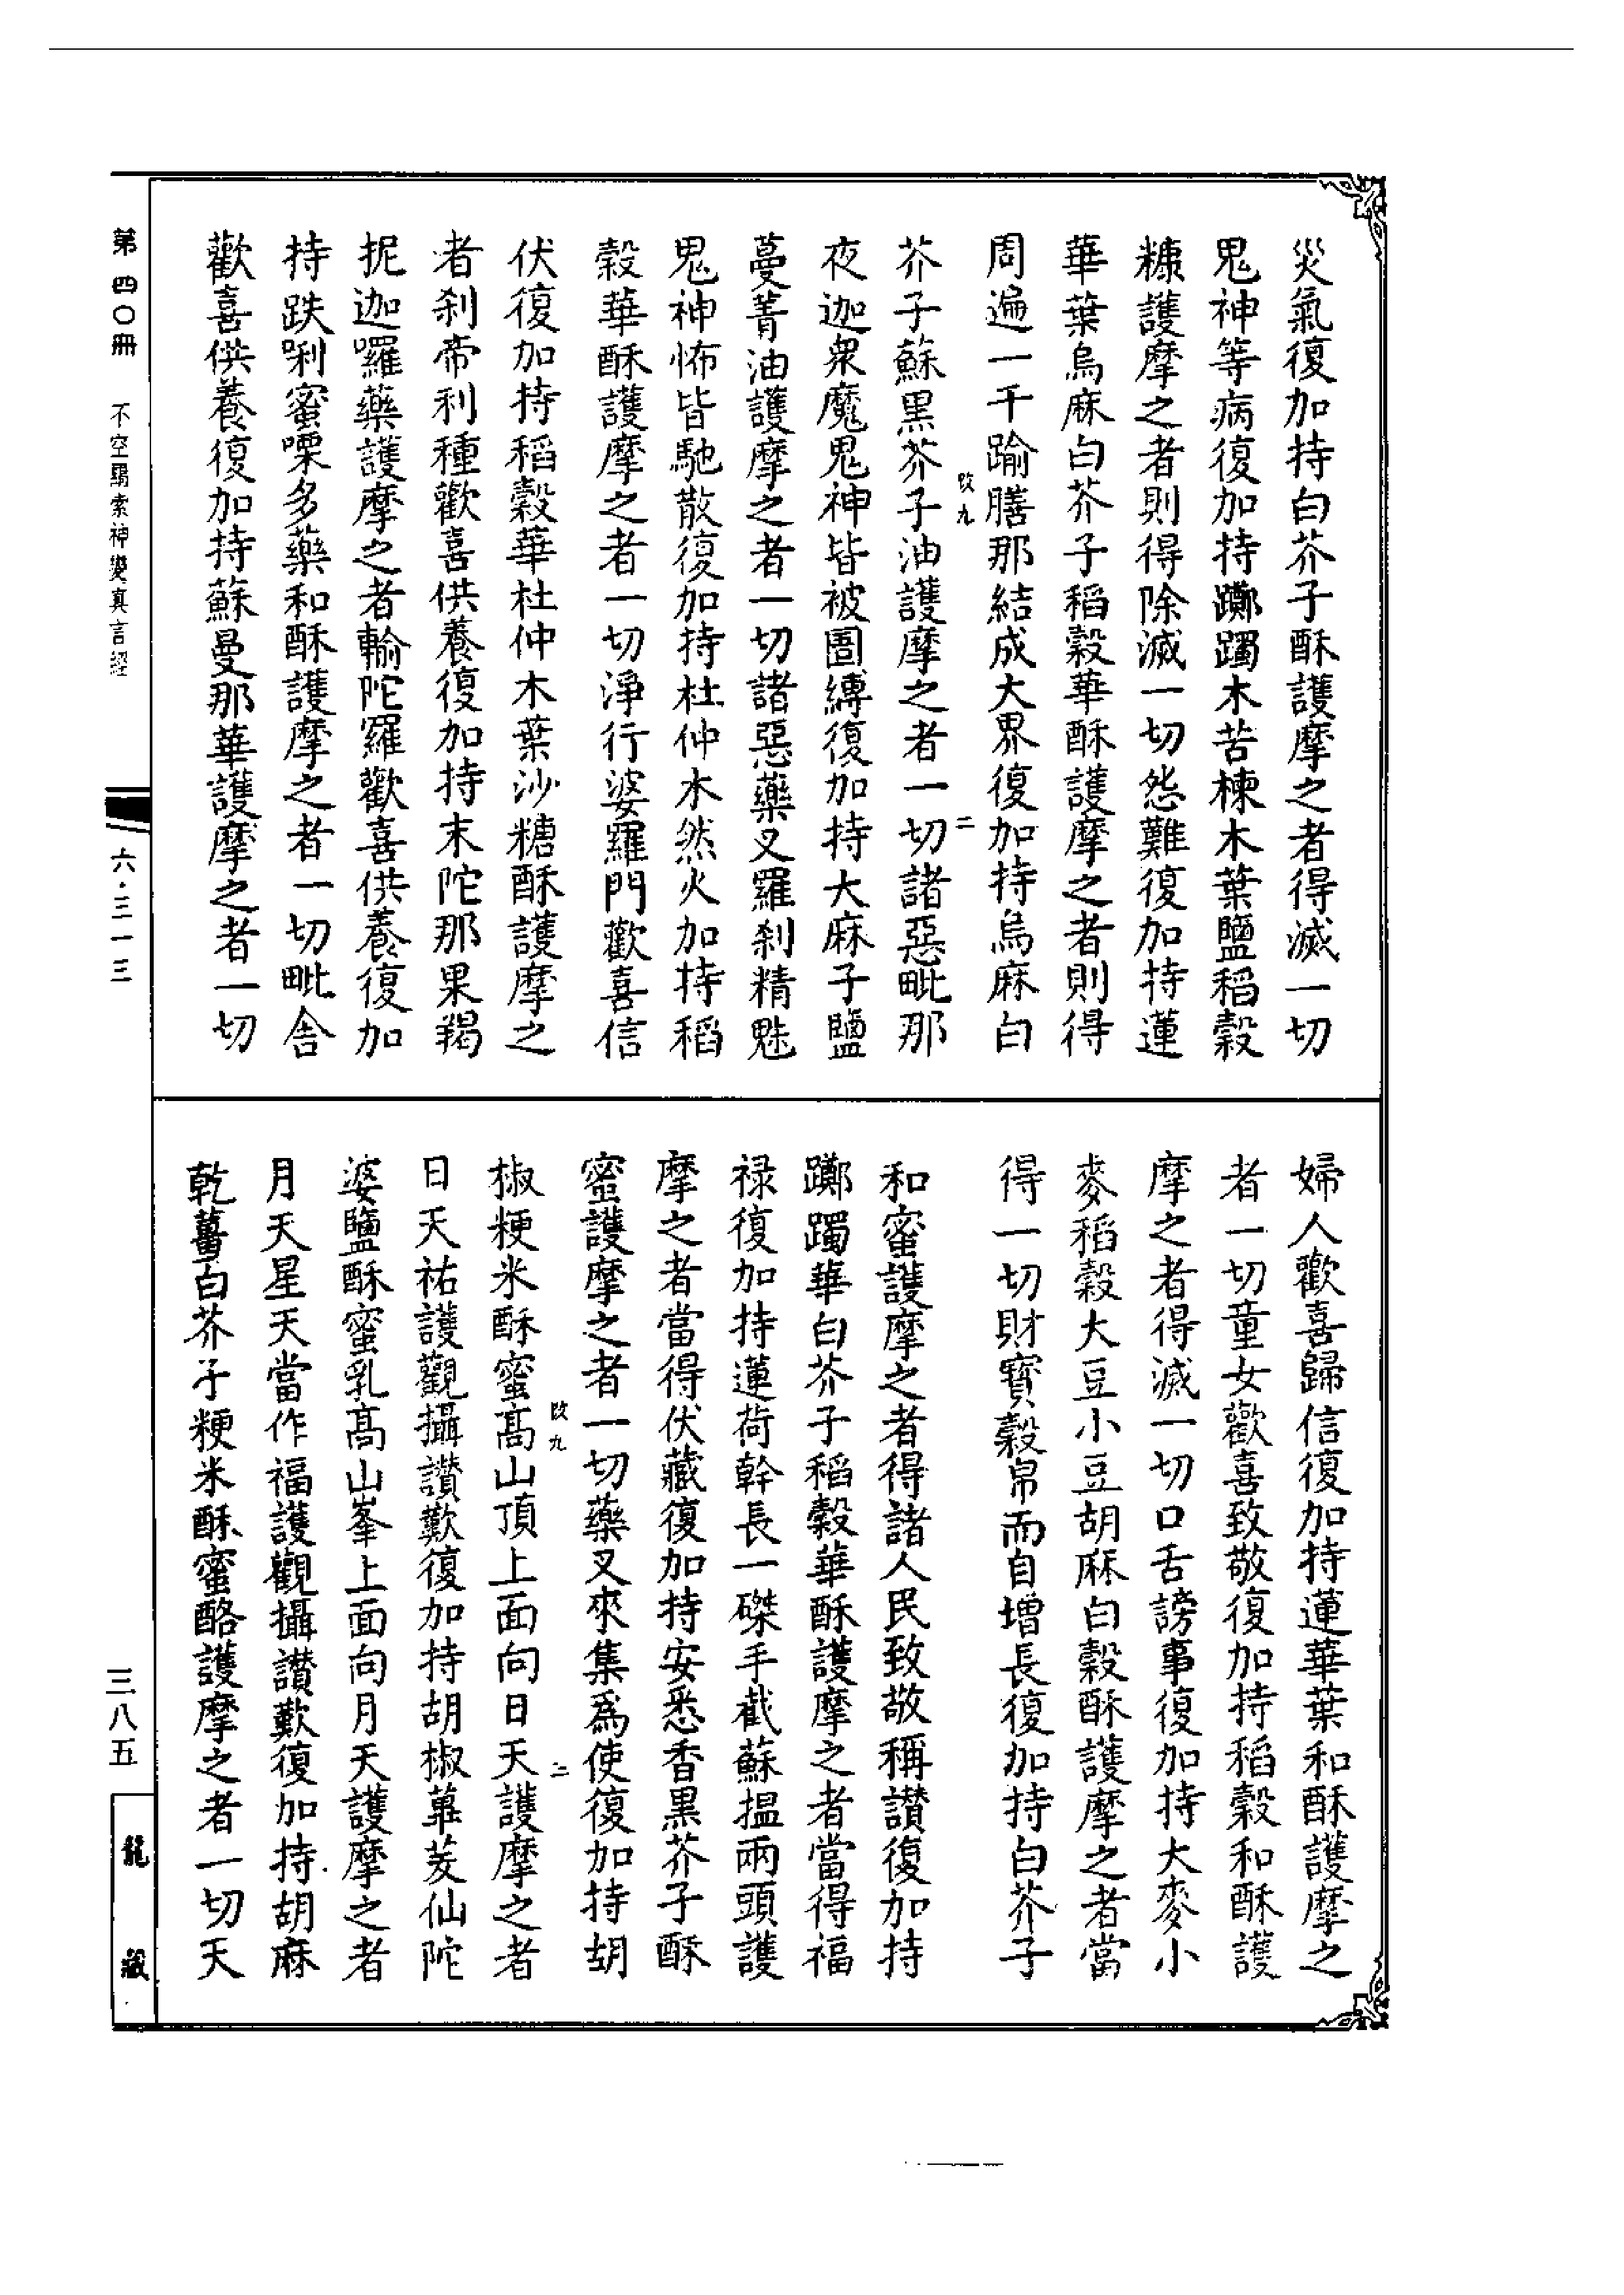 災氣復加持白芥子酥護摩之者得滅一切
鬼神等病復加持躑躅木苦楝木葉鹽稻穀
糠護摩之者則得除滅一切怨難復加持蓮
華葉烏麻白芥子稻穀華酥護摩之者則得
周遍一千踰膳那結成大界復加持烏麻白
芥子蘇黑芥子油護摩之者一切諸惡毗那
夜迦衆魔鬼神皆被圄縛復加持大麻子鹽
蔓菁油護摩之者一切諸惡藥叉羅刹精魅
鬼神怖皆馳散復加持杜仲木然火加持稻
穀華酥護摩之者一切淨行婆羅門歡喜信
伏復加持稻穀華杜仲木葉沙糖酥護摩之
者刹帝利種歡喜供養復加持末陀那果羯
抳迦囉藥護摩之者輸陀羅歡喜供養復加
持跌唎蜜㗚多藥和酥護摩之者一切毗舍
歡喜供養復加持蘇曼那華護摩之者一切
婦人歡喜歸信復加持蓮華葉和酥護摩之
者一切童女歡喜致敬復加持稻穀和酥護
摩之者得滅一切口舌謗事復加持大麥小
麥稻穀大豆小豆胡麻白穀酥護摩之者當
得一切財寶穀帛而自增長復加持白芥子
和蜜護摩之者得諸人民致敬稱讚復加持
躑躅華白芥子稻穀華酥護摩之者當得福
祿復加持蓮荷幹長一磔手截蘇搵兩頭護
摩之者當得伏藏復加持安悉香黑芥子酥
蜜護摩之者一切藥叉來集爲使復加持胡
椒粳米酥蜜高山頂上面向日天護摩之者
日天祐護觀攝讃歎復加持胡椒蓽茇仙陀
婆鹽酥蜜乳高山峯上面向月天護摩之者
月天星天當作福護觀攝讃歎復加持胡麻
乾薑白芥子粳米酥蜜酪護摩之者一切天
改九
二
改九
二
第四〇冊
不空羂索神變真言經
六·三一三
三八五
龍藏